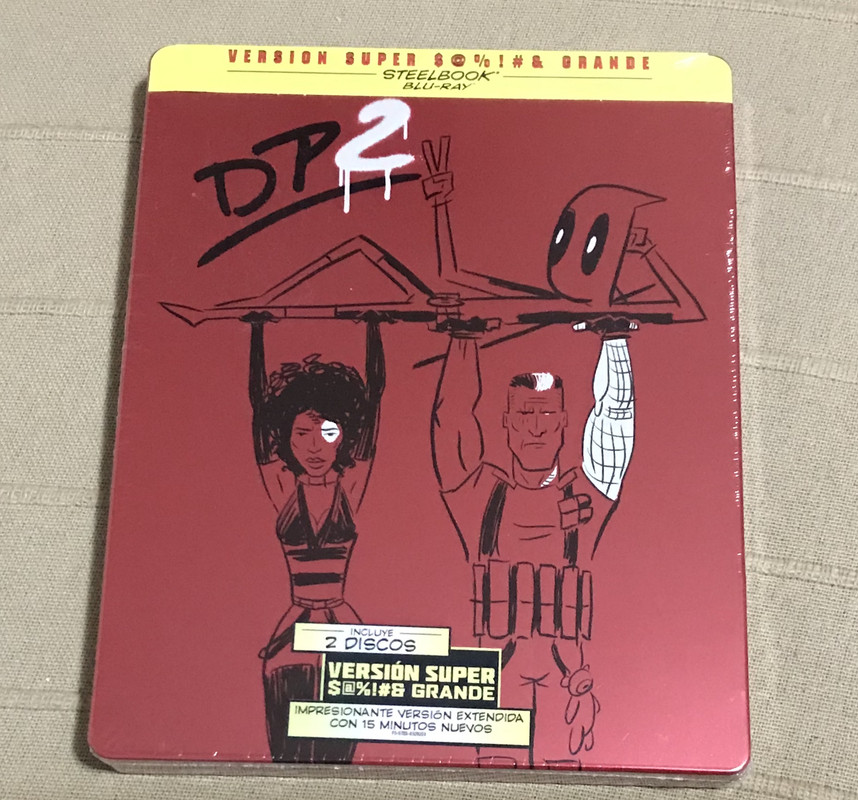 VERSION SUPER $@%!#& GRANDE
STEELBOOK™
BLU-RAY
DP2
INCLUYE
2 DISCOS
VERSIÓN SUPER
$@%!#& GRANDE
IMPRESIONANTE VERSIÓN EXTENDIDA
CON 15 MINUTOS NUEVOS